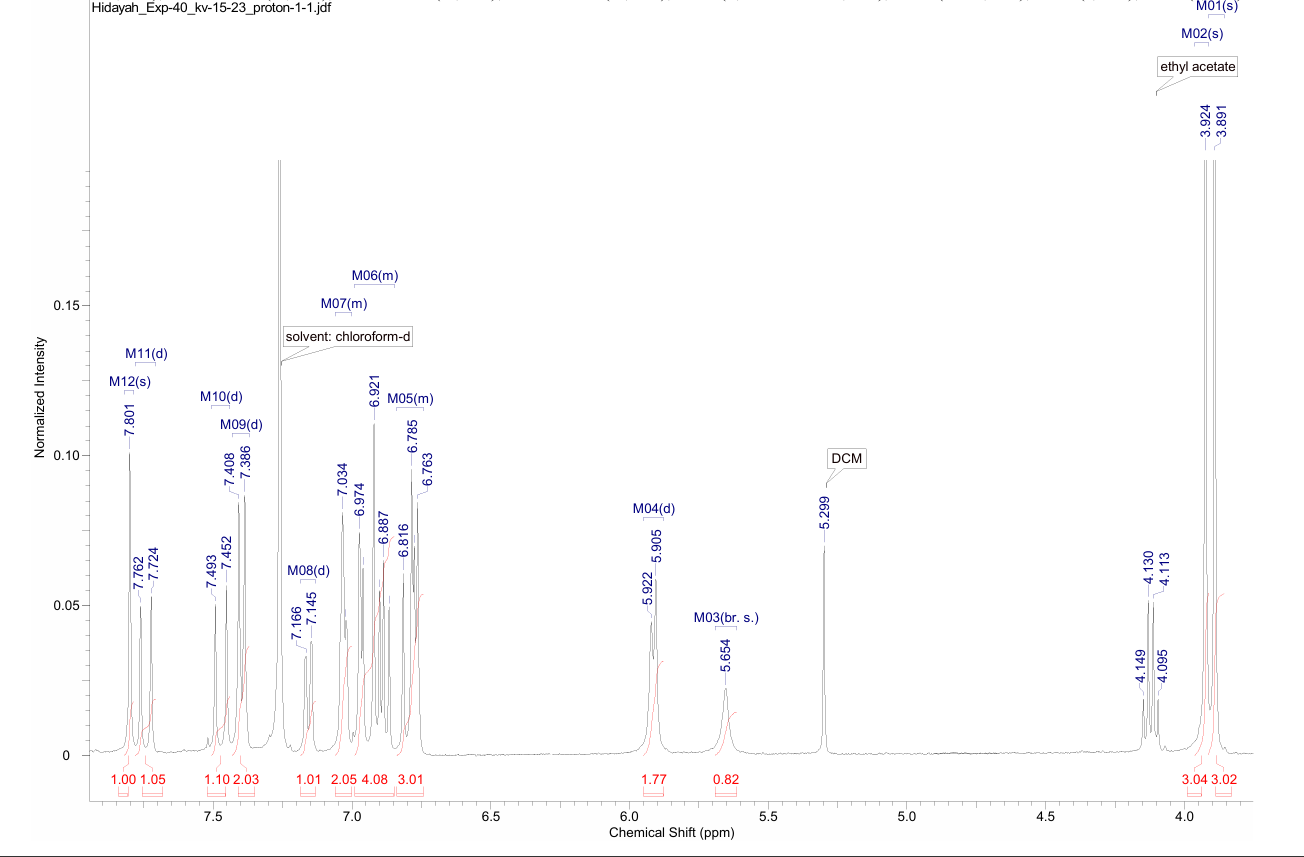 Hidayah_Exp-40_kv-15-23_proton-1-1.jdf
M01(s)
M02(s)
ethyl acetate
3.924
3.891
M06(m)
M07(m)
0.15
solvent: chloroform-d
M11(d)
M12(s)
M10(d)
M09(d)
M05(m)
Normalized Intensity
7.801
7.762
7.724
7.493
7.452
7.408
7.386
M08(d)
7.166
7.145
7.034
6.974
6.921
6.887
6.816
6.785
6.763
0.10
DCM
M04(d)
5.922
5.905
M03(br. s.)
5.654
5.299
4.149
4.130
4.113
4.095
0.05
0
1.00 1.05 1.10 2.03 1.01 2.05 4.08 3.01 1.77 0.82 3.04 3.02
7.5 7.0 6.5 6.0 5.5 5.0 4.5 4.0
Chemical Shift (ppm)